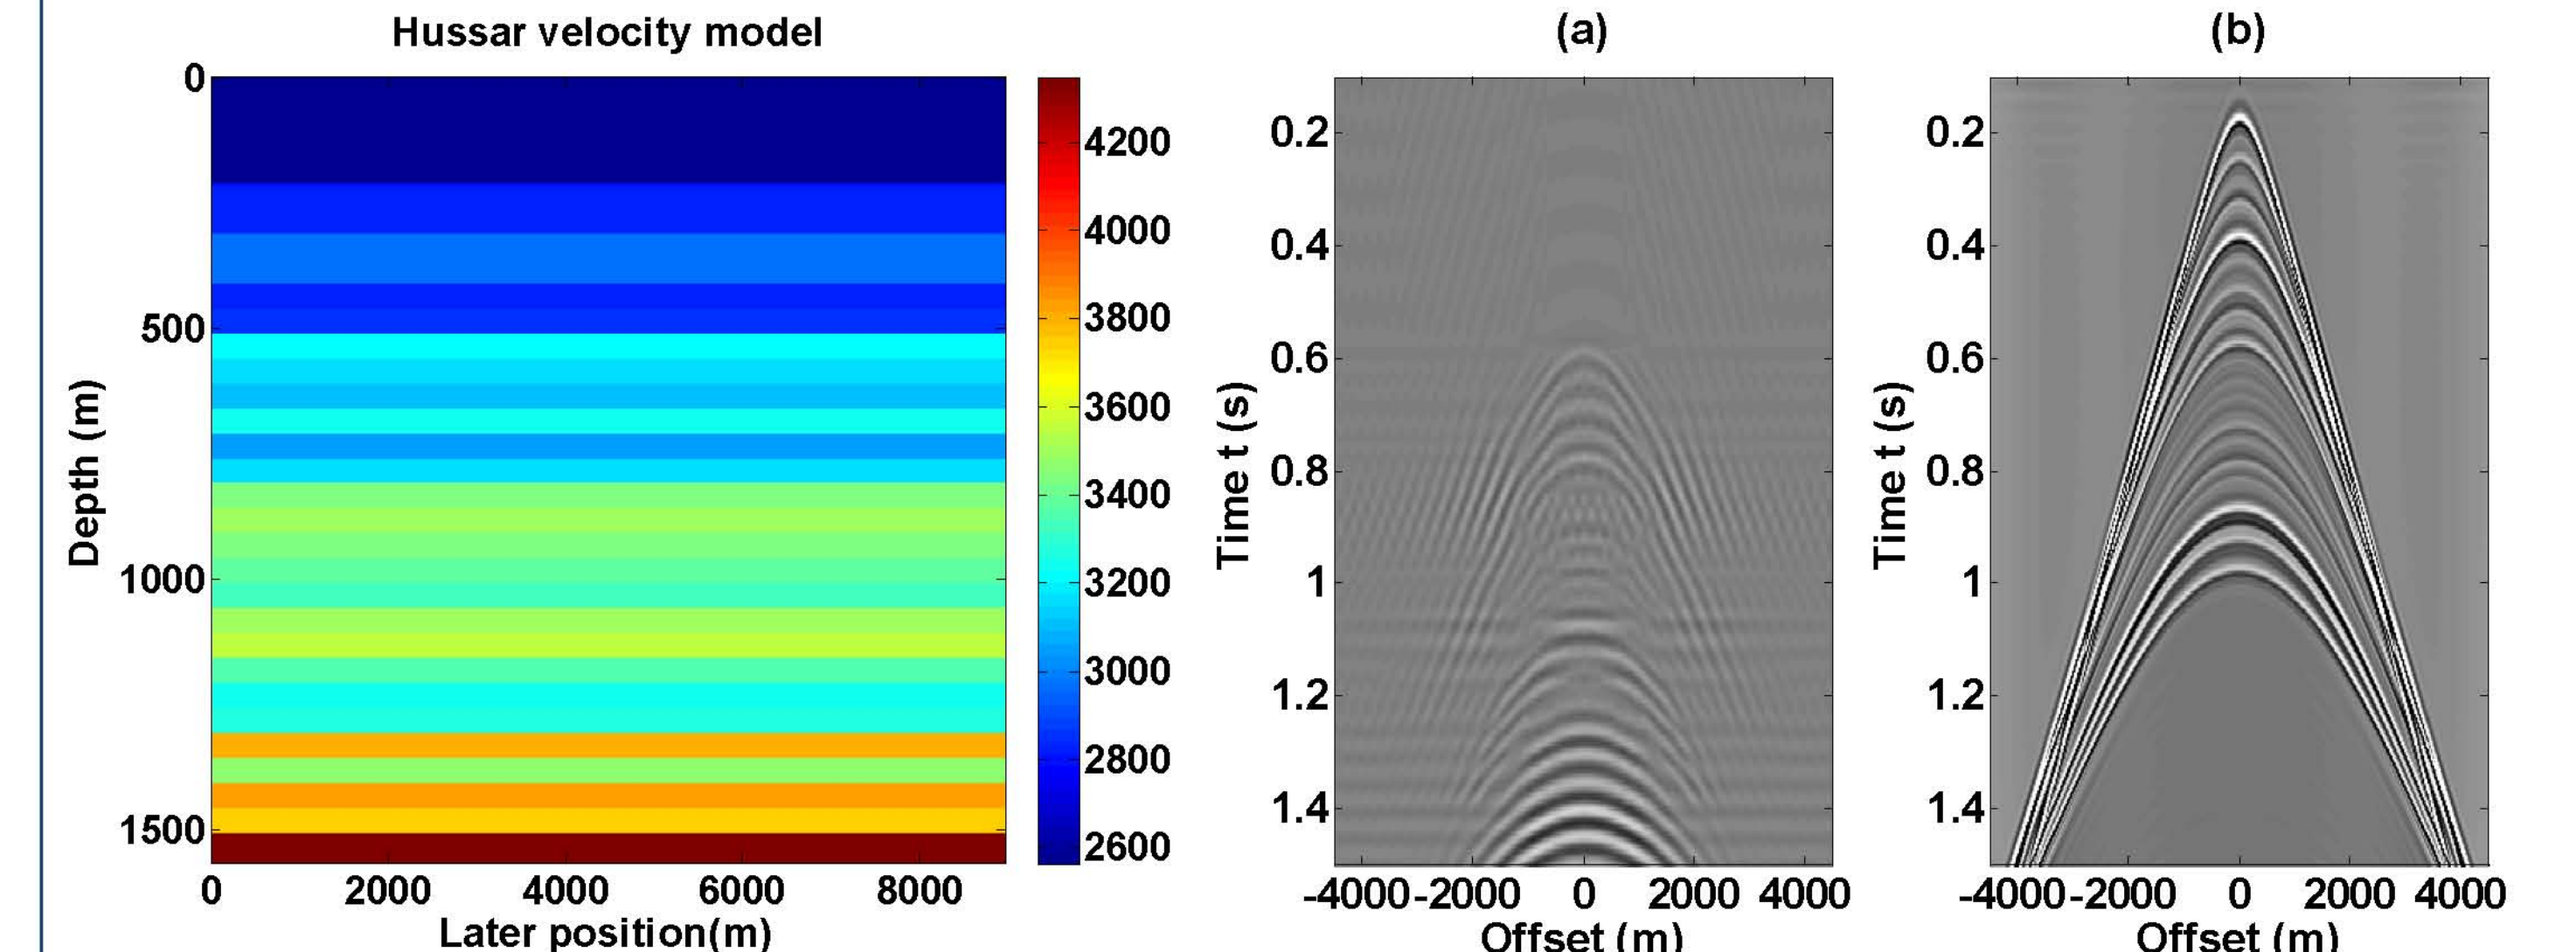 Hussar velocity model
0
500
1000
1500
Depth (m)
0 2000 4000 6000 8000
Later position(m)
4200
4000
3800
3600
3400
3200
3000
2800
2600
(a)
0.2
0.4
0.6
0.8
1
1.2
1.4
Time t (s)
-4000 -2000 0 2000 4000
Offset (m)
(b)
0.2
0.4
0.6
0.8
1
1.2
1.4
Time t (s)
-4000 -2000 0 2000 4000
Offset (m)